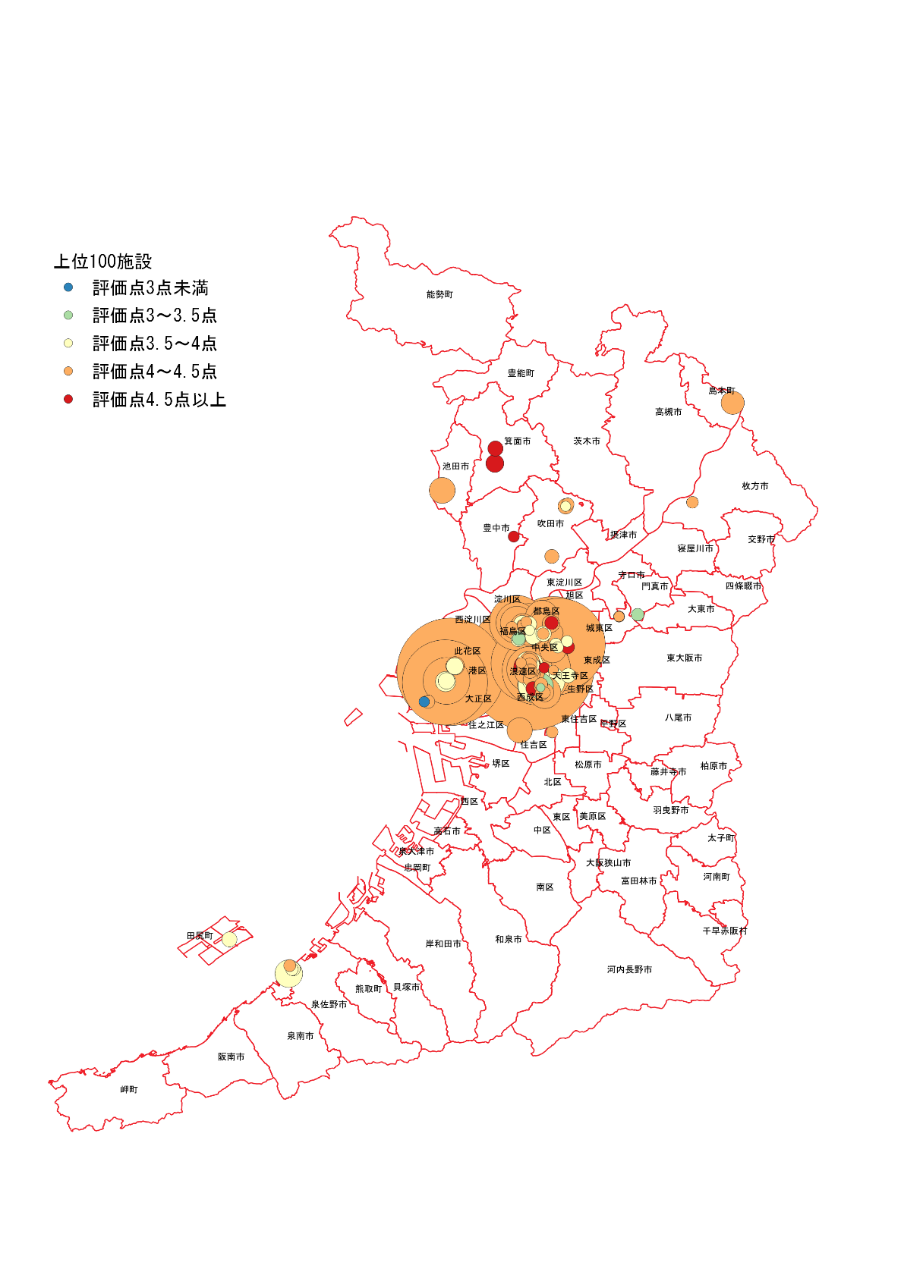 上位100施設
評価点3点未満
評価点3～3.5点
評価点3.5～4点
評価点4～4.5点
評価点4.5点以上
能勢町
豊能町
島本町
高槻市
箕面市
茨木市
池田市
枚方市
豊中市
吹田市
摂津市
交野市
寝屋川市
守口市
門真市
四條畷市
東淀川区
旭区
淀川区
大東市
都島区
西淀川区
福島区
城東区
中央区
此花区
東成区
東大阪市
港区
浪速区
天王寺区
生野区
大正区
西成区
東住吉区
平野区
八尾市
住之江区
住吉区
堺区
松原市
藤井寺市
柏原市
北区
西区
羽曳野市
東区
美原区
高石市
中区
太子町
泉大津市
忠岡町
大阪狭山市
富田林市
河南町
南区
千早赤阪村
田尻町
岸和田市
和泉市
河内長野市
熊取町
貝塚市
泉佐野市
泉南市
阪南市
岬町